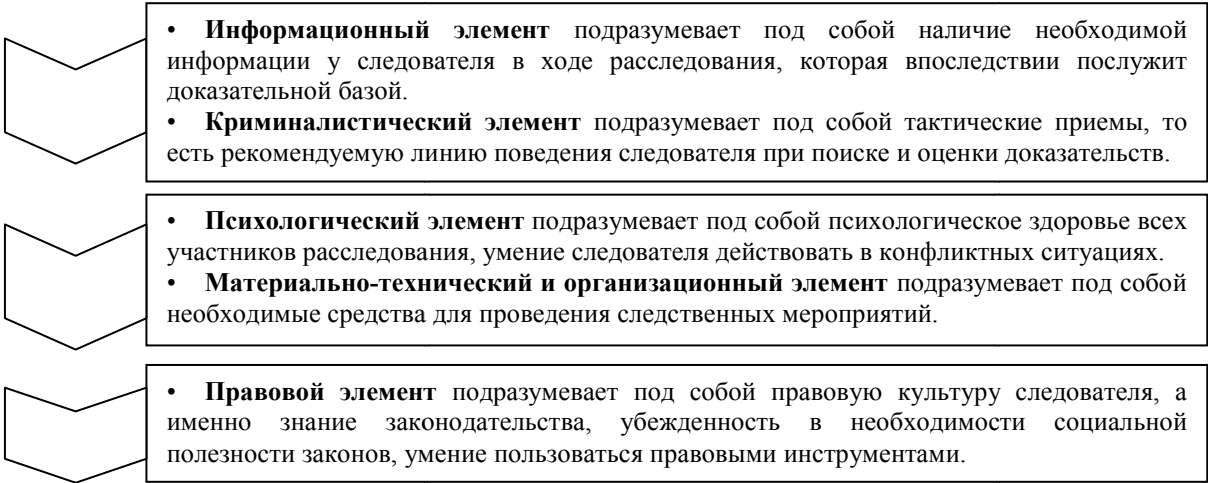 • Информационный элемент подразумевает под собой наличие необходимой
информации у следователя в ходе расследования, которая впоследствии послужит
доказательной базой.
• Криминалистический элемент подразумевает под собой тактические приемы, то
есть рекомендуемую линию поведения следователя при поиске и оценки доказательств.
• Психологический элемент подразумевает под собой психологическое здоровье всех
участников расследования, умение следователя действовать в конфликтных ситуациях.
• Материально-технический и организационный элемент подразумевает под собой
необходимые средства для проведения следственных мероприятий.
• Правовой элемент подразумевает под собой правовую культуру следователя, а
именно знание законодательства, убежденность в необходимости социальной
полезности законов, умение пользоваться правовыми инструментами.